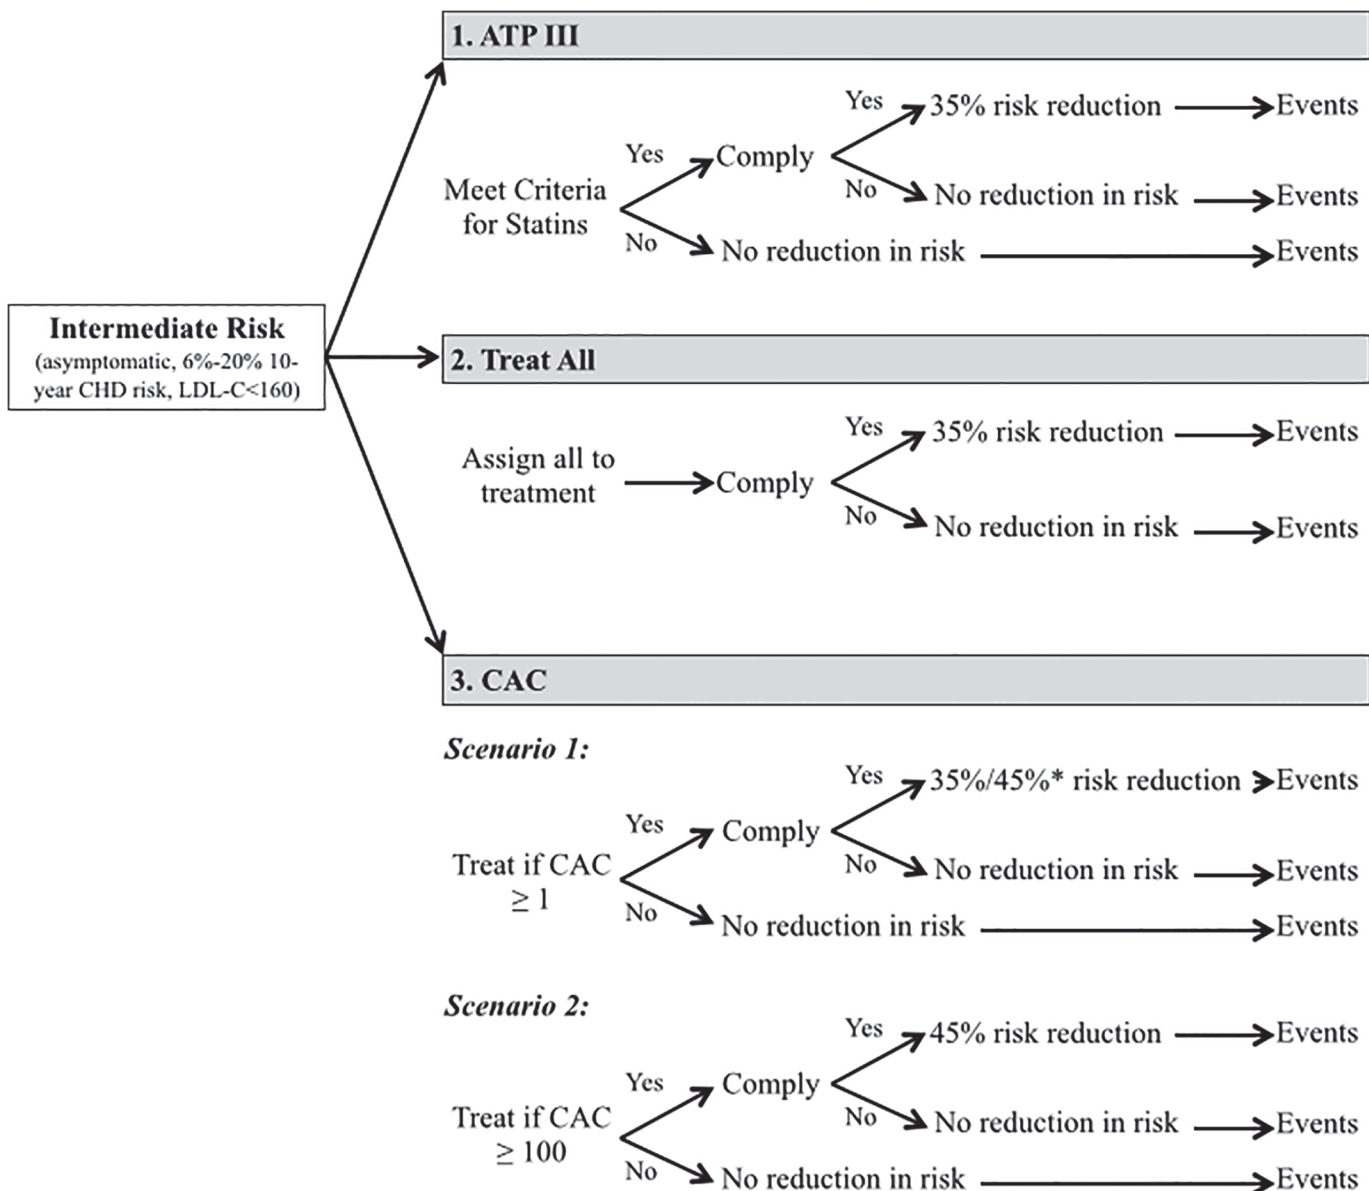 1. ATP III
Yes
35% risk reduction
Events
Yes
Comply
No
No reduction in risk
Events
Meet Criteria
for Statins
No
No reduction in risk
Events
Intermediate Risk
(asymptomatic, 6%-20% 10-
year CHD risk, LDL-C<160)
2. Treat All
Yes
35% risk reduction
Events
Assign all to
treatment
Comply
No
No reduction in risk
Events
3. CAC
Scenario 1:
Yes
35%/45%* risk reduction
Events
Yes
Comply
No
No reduction in risk
Events
Treat if CAC
≥ 1
No
No reduction in risk
Events
Scenario 2:
Yes
45% risk reduction
Events
Yes
Comply
No
No reduction in risk
Events
Treat if CAC
≥ 100
No
No reduction in risk
Events